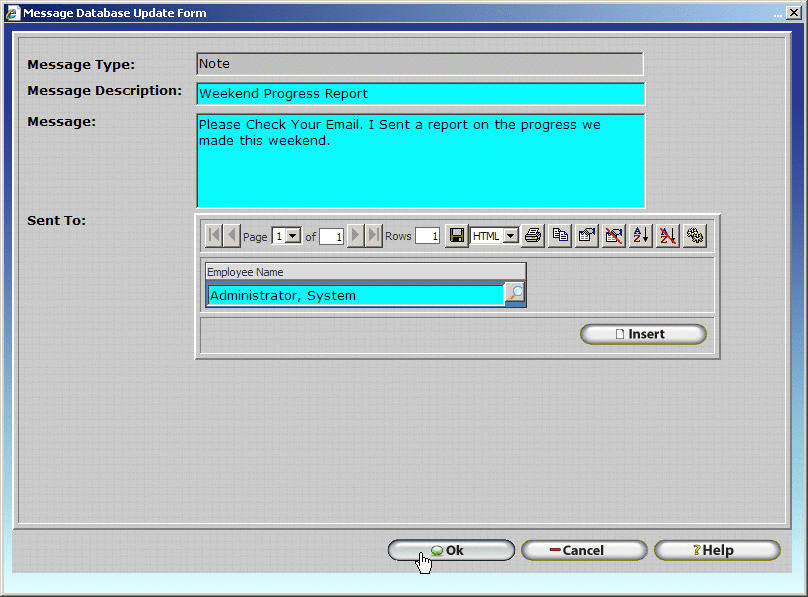 Message Database Update Form
Message Type: Note
Message Description: Weekend Progress Report
Message: Please Check Your Email. I Sent a report on the progress we
made this weekend.
Sent To:
Page 1 of 1 Rows 1 HTML
Employee Name
Administrator, System
Insert
Ok Cancel Help